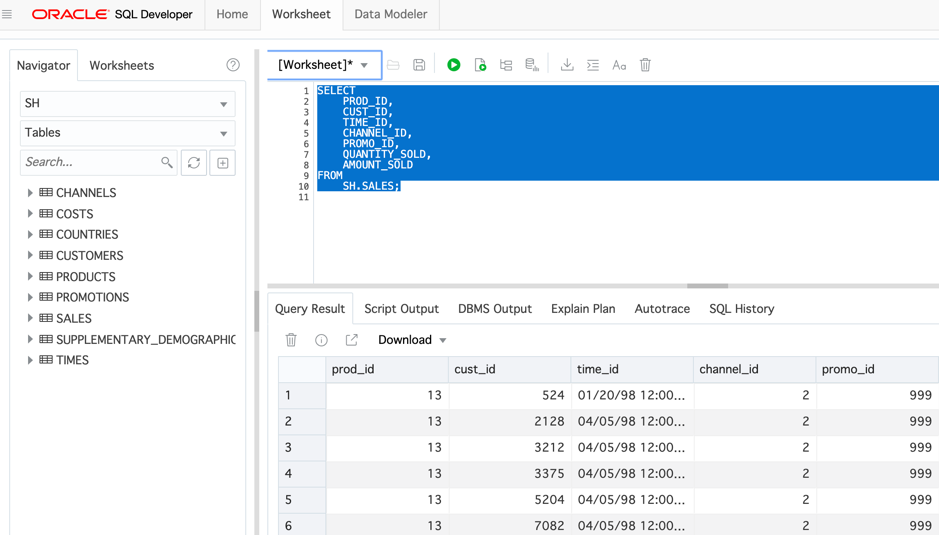 ORACLE® SQL Developer Home Worksheet Data Modeler
Navigator Worksheets
SH
Tables
Search...
CHANNELS
COSTS
COUNTRIES
CUSTOMERS
PRODUCTS
PROMOTIONS
SALES
SUPPLEMENTARY_DEMOGRAPHIC
TIMES
[Worksheet]* Aa
1 SELECT
2 PROD_ID,
3 CUST_ID,
4 TIME_ID,
5 CHANNEL_ID,
6 PROMO_ID,
7 QUANTITY_SOLD,
8 AMOUNT_SOLD
9 FROM
10 SH.SALES;
11
Query Result Script Output DBMS Output Explain Plan Autotrace SQL History
Download
prod_id cust_id time_id channel_id promo_id
1 13 524 01/20/98 12:00... 2 999
2 13 2128 04/05/98 12:00... 2 999
3 13 3212 04/05/98 12:00... 2 999
4 13 3375 04/05/98 12:00... 2 999
5 13 5204 04/05/98 12:00... 2 999
6 13 7082 04/05/98 12:00... 2 999